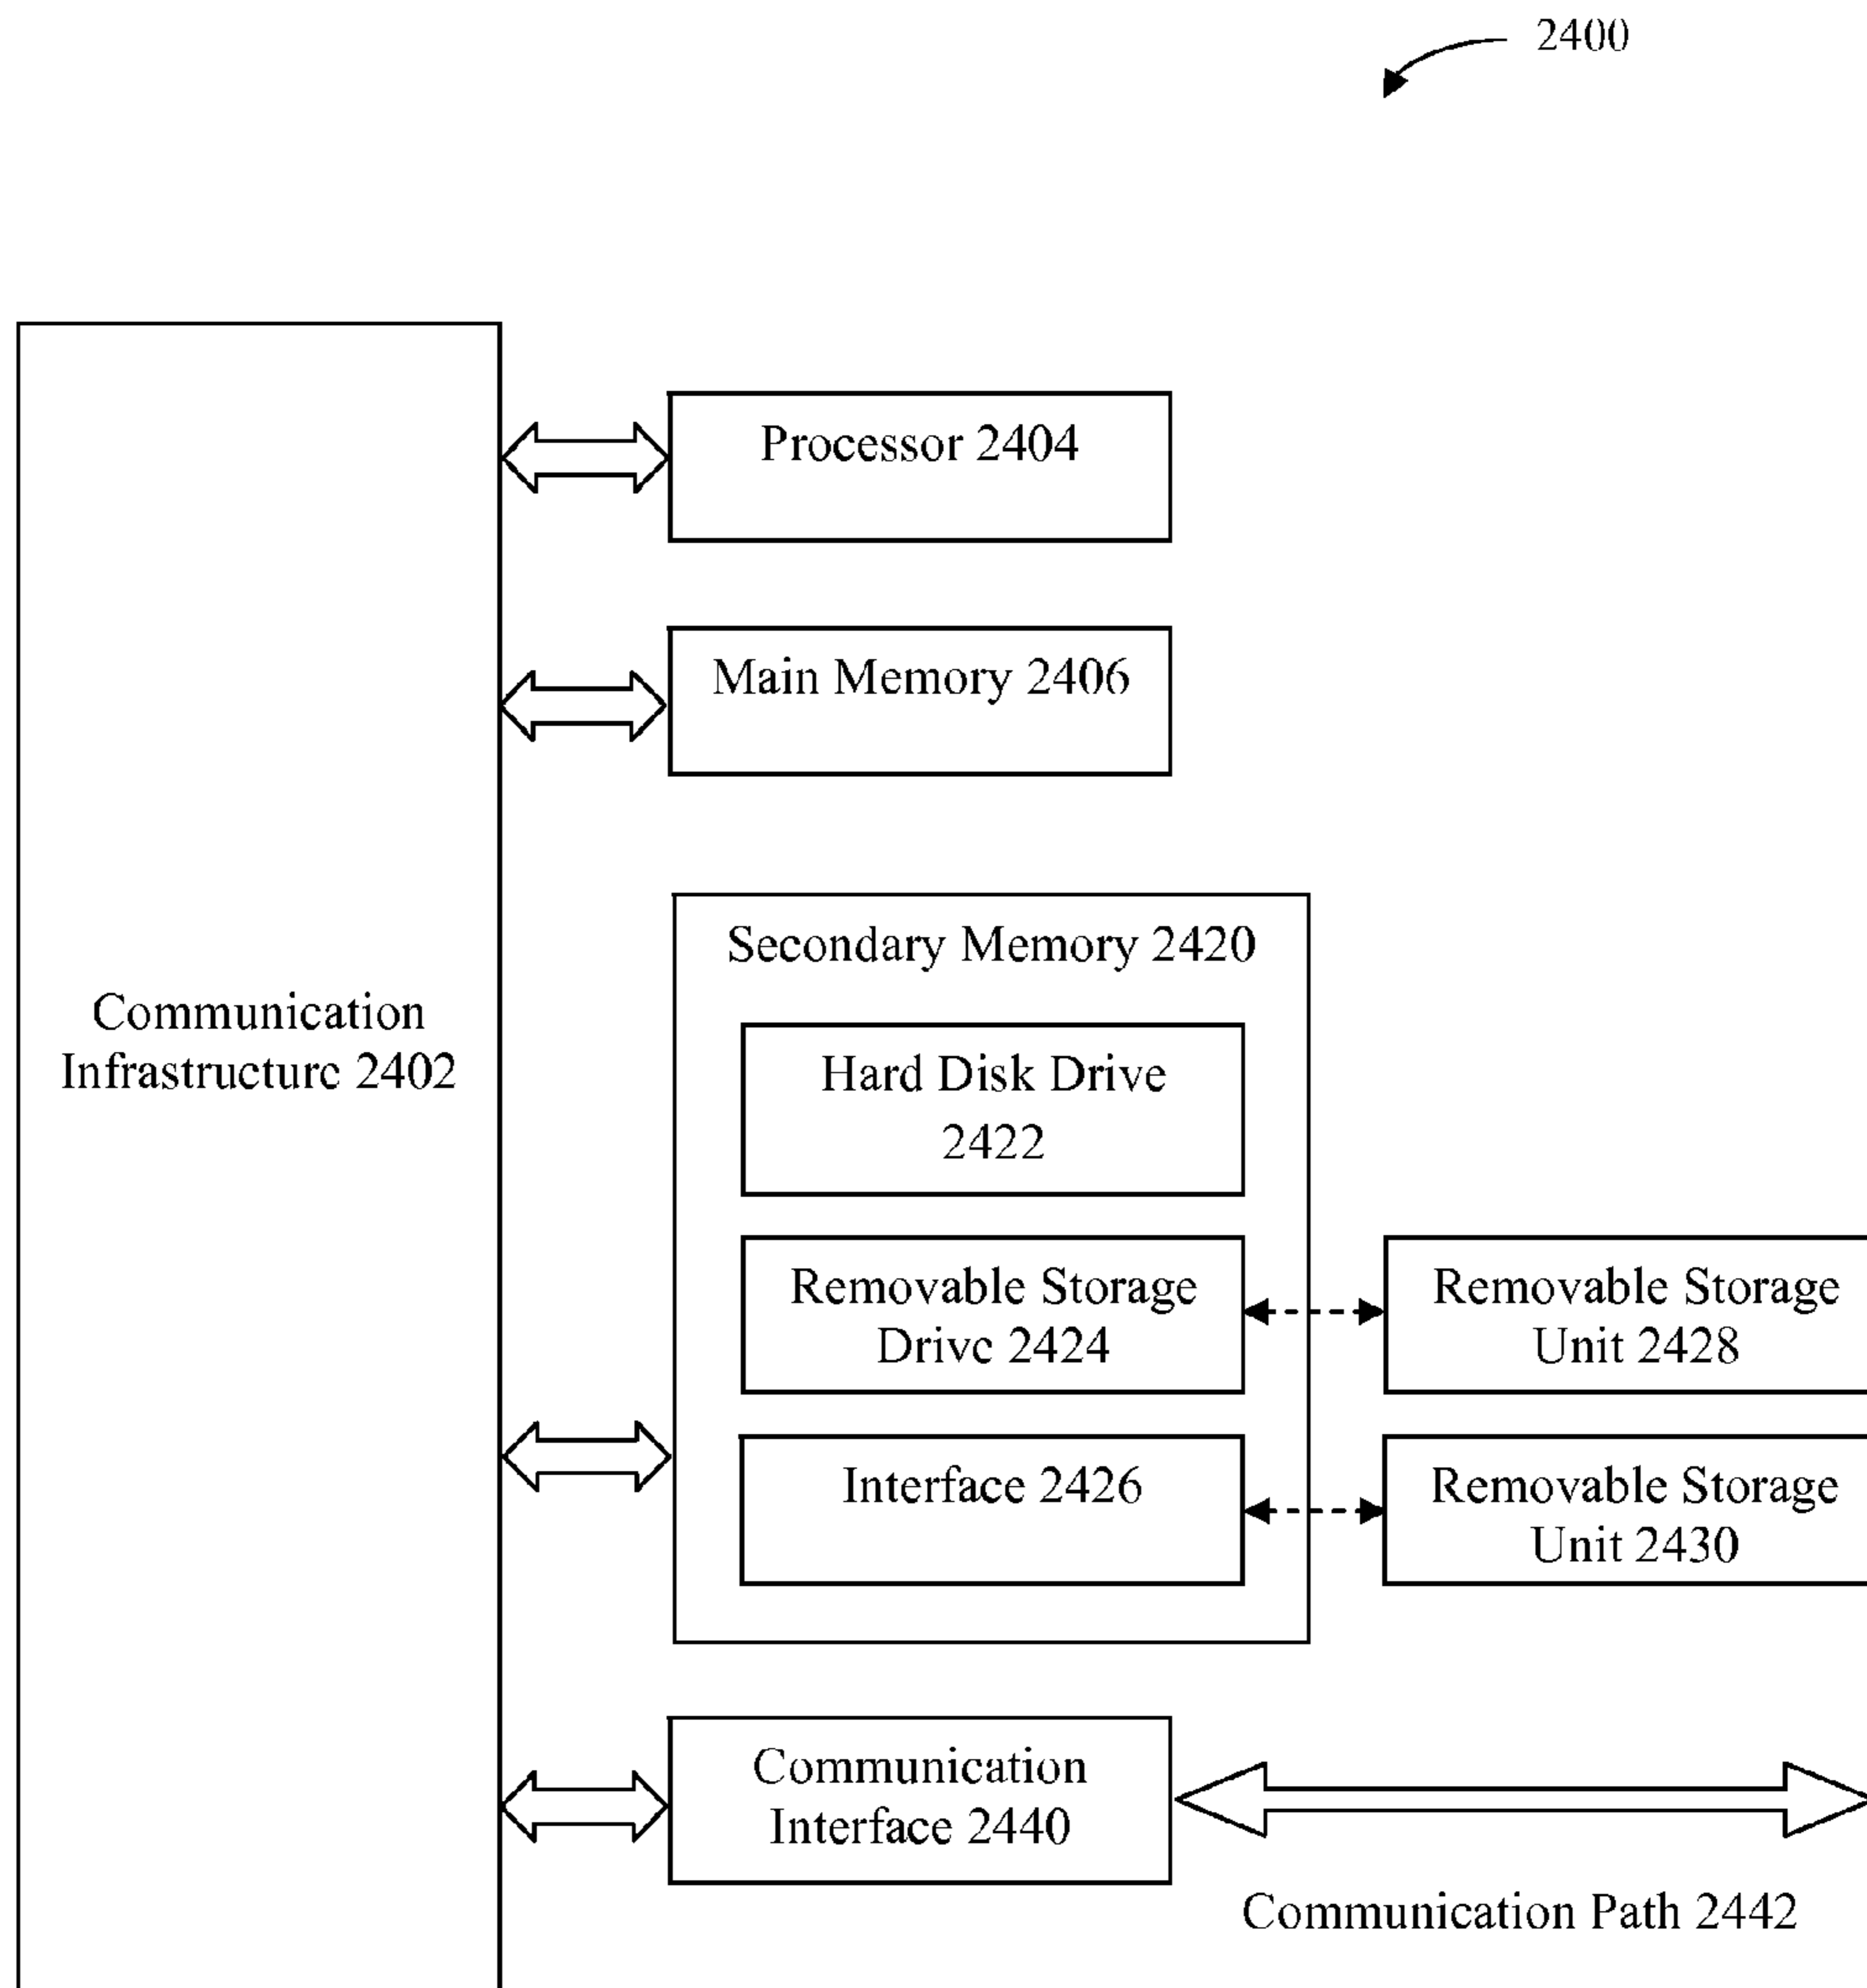 2400
Processor 2404
Main Memory 2406
Secondary Memory 2420
Communication
Infrastructure 2402
Hard Disk Drive
2422
Removable Storage
Drive 2424
Removable Storage
Unit 2428
Interface 2426
Removable Storage
Unit 2430
Communication
Interface 2440
Communication Path 2442